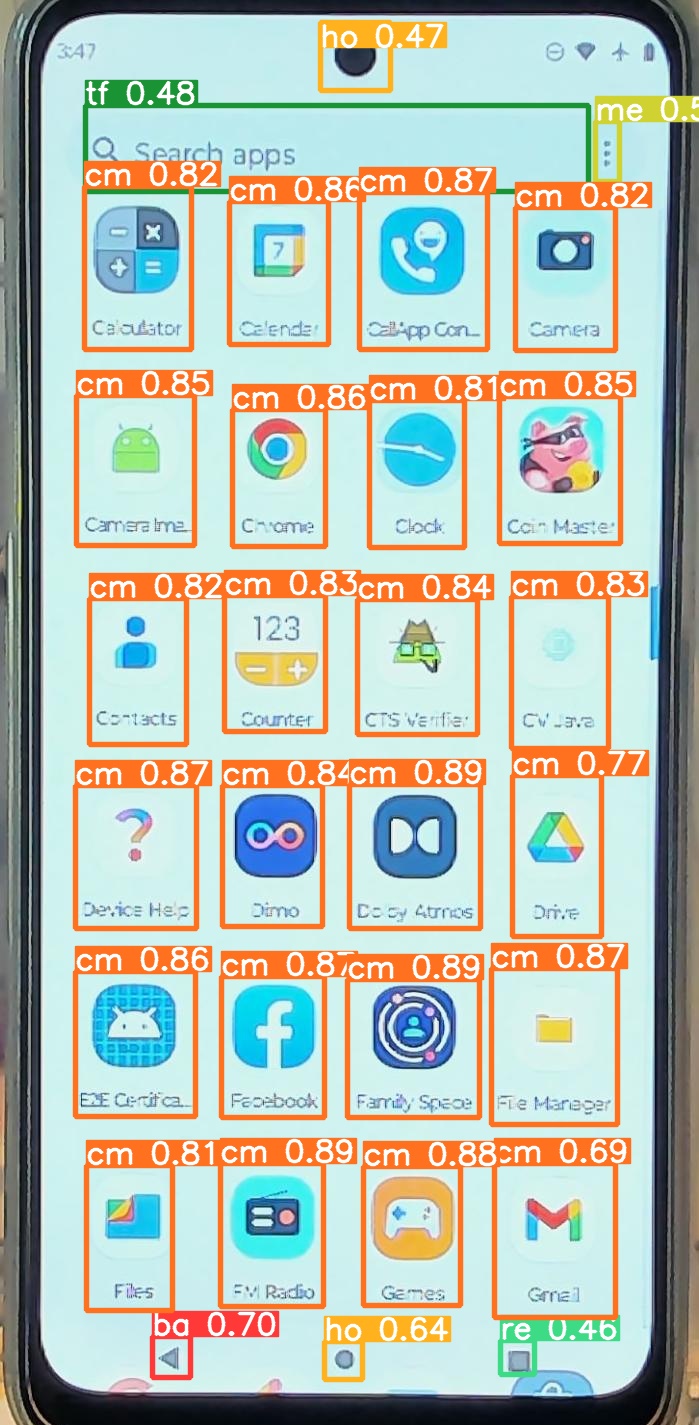 ho 0.47
3:47
tf 0.48
me 0.5
Search apps
cm 0.82 cm 0.86 cm 0.87 cm 0.82
7
Calculator Calendar CallApp Con... Camera
cm 0.85 cm 0.86 cm 0.81 cm 0.85
Camera Ima... Chrome Clock Coin Master
cm 0.82 cm 0.83 cm 0.84 cm 0.83
123
Contacts Counter CTS Verifier CV Java
cm 0.87 cm 0.84 cm 0.89 cm 0.77
Device Help Dimo Dolby Atmos Drive
cm 0.86 cm 0.87 cm 0.89 cm 0.87
E2E Certifica... Facebook Family Space File Manager
cm 0.81 cm 0.89 cm 0.88 cm 0.69
Files FM Radio Games Gmail
ba 0.70 ho 0.64 re 0.46